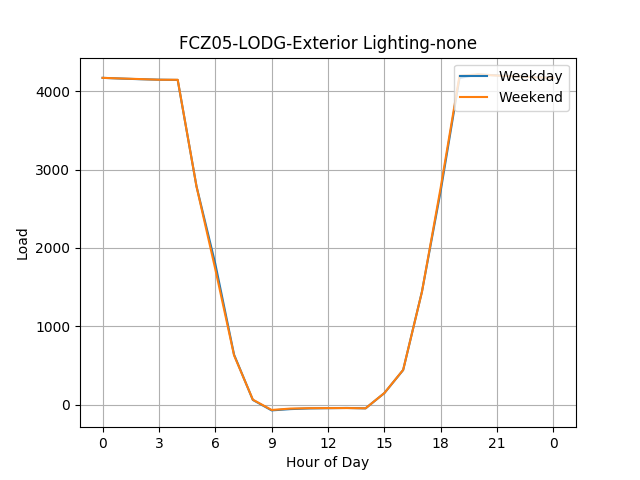 FCZ05-LODG-Exterior Lighting-none
Weekday
Weekend
4000
3000
2000
1000
0
Load
0 3 6 9 12 15 18 21 0
Hour of Day